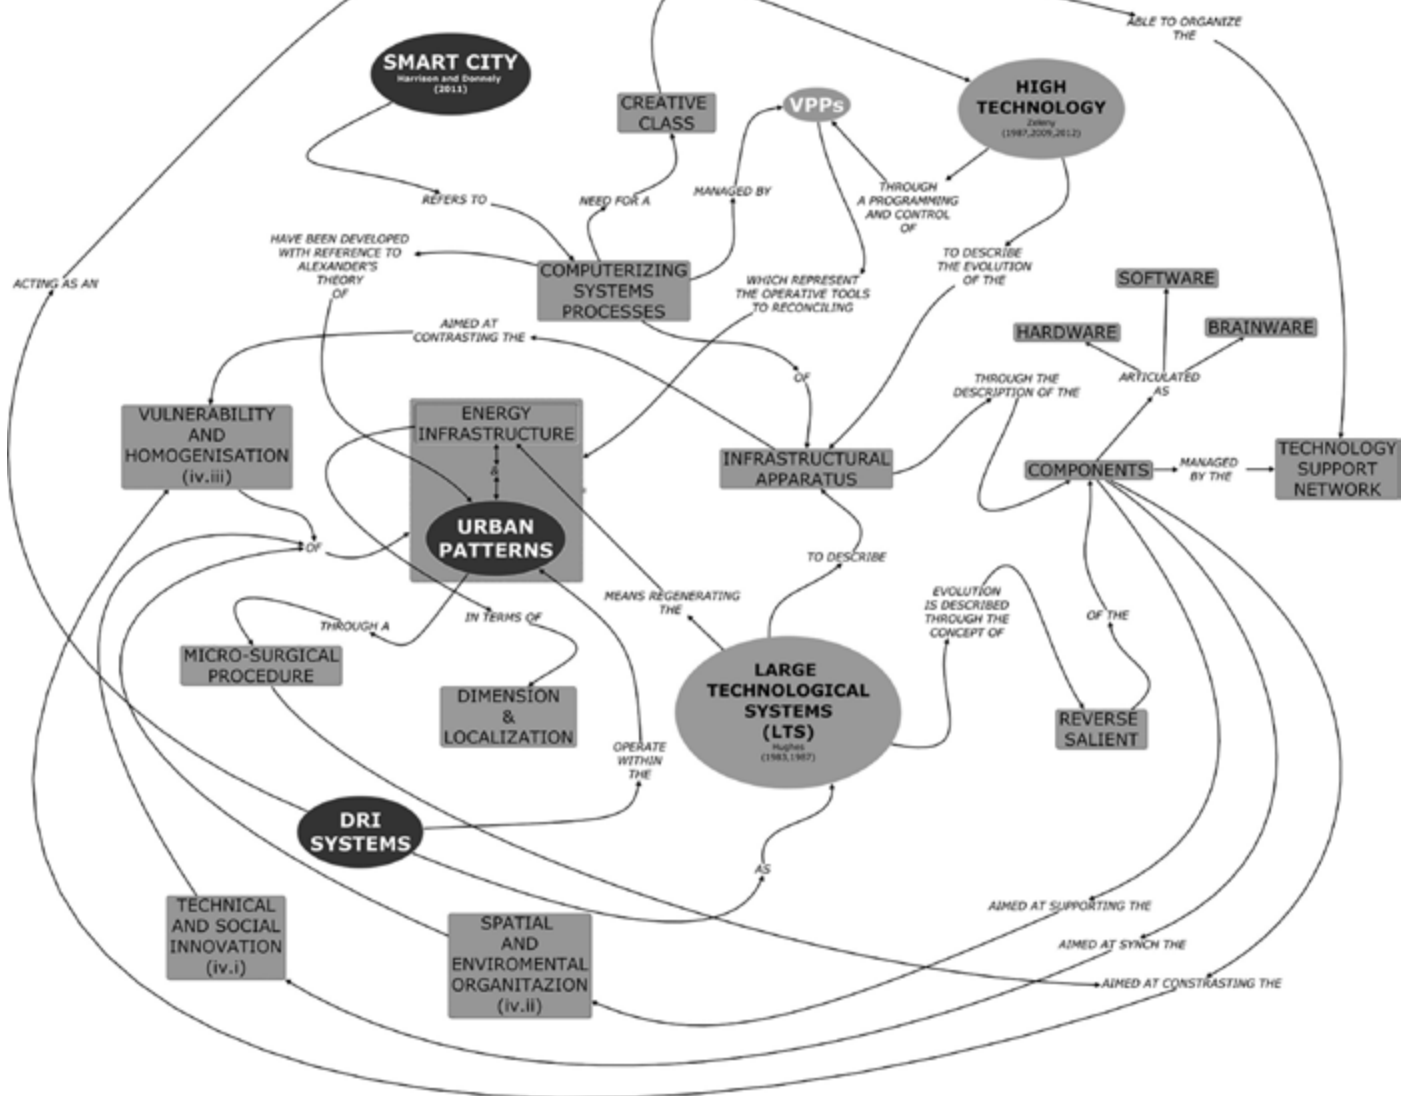 ABLE TO ORGANIZE
THE
SMART CITY
Harrison and Donnely
(2011)
CREATIVE
CLASS
VPPs
HIGH
TECHNOLOGY
Zeleny
(1987,2009,2012)
REFERS TO
NEED FOR A
MANAGED BY
THROUGH
A PROGRAMMING
AND CONTROL
OF
HAVE BEEN DEVELOPED
WITH REFERENCE TO
ALEXANDER'S
THEORY
OF
COMPUTERIZING
SYSTEMS
PROCESSES
WHICH REPRESENT
THE OPERATIVE TOOLS
TO RECONCILING
TO DESCRIBE
THE EVOLUTION
OF THE
ACTING AS AN
SOFTWARE
HARDWARE
BRAINWARE
AIMED AT
CONTRASTING THE
OF
THROUGH THE
DESCRIPTION OF THE
ARTICULATED
AS
VULNERABILITY
AND
HOMOGENISATION
(iv.iii)
ENERGY
INFRASTRUCTURE
&
URBAN
PATTERNS
INFRASTRUCTURAL
APPARATUS
COMPONENTS
MANAGED
BY THE
TECHNOLOGY
SUPPORT
NETWORK
OF
TO DESCRIBE
MEANS REGENERATING
THE
EVOLUTION
IS DESCRIBED
THROUGH THE
CONCEPT OF
OF THE
THROUGH A
IN TERMS OF
MICRO-SURGICAL
PROCEDURE
DIMENSION
&
LOCALIZATION
LARGE
TECHNOLOGICAL
SYSTEMS
(LTS)
Hughes
(1983,1987)
REVERSE
SALIENT
OPERATE
WITHIN
THE
DRI
SYSTEMS
AS
TECHNICAL
AND SOCIAL
INNOVATION
(iv.i)
SPATIAL
AND
ENVIROMENTAL
ORGANITAZION
(iv.ii)
AIMED AT SUPPORTING THE
AIMED AT SYNCH THE
AIMED AT CONSTRASTING THE